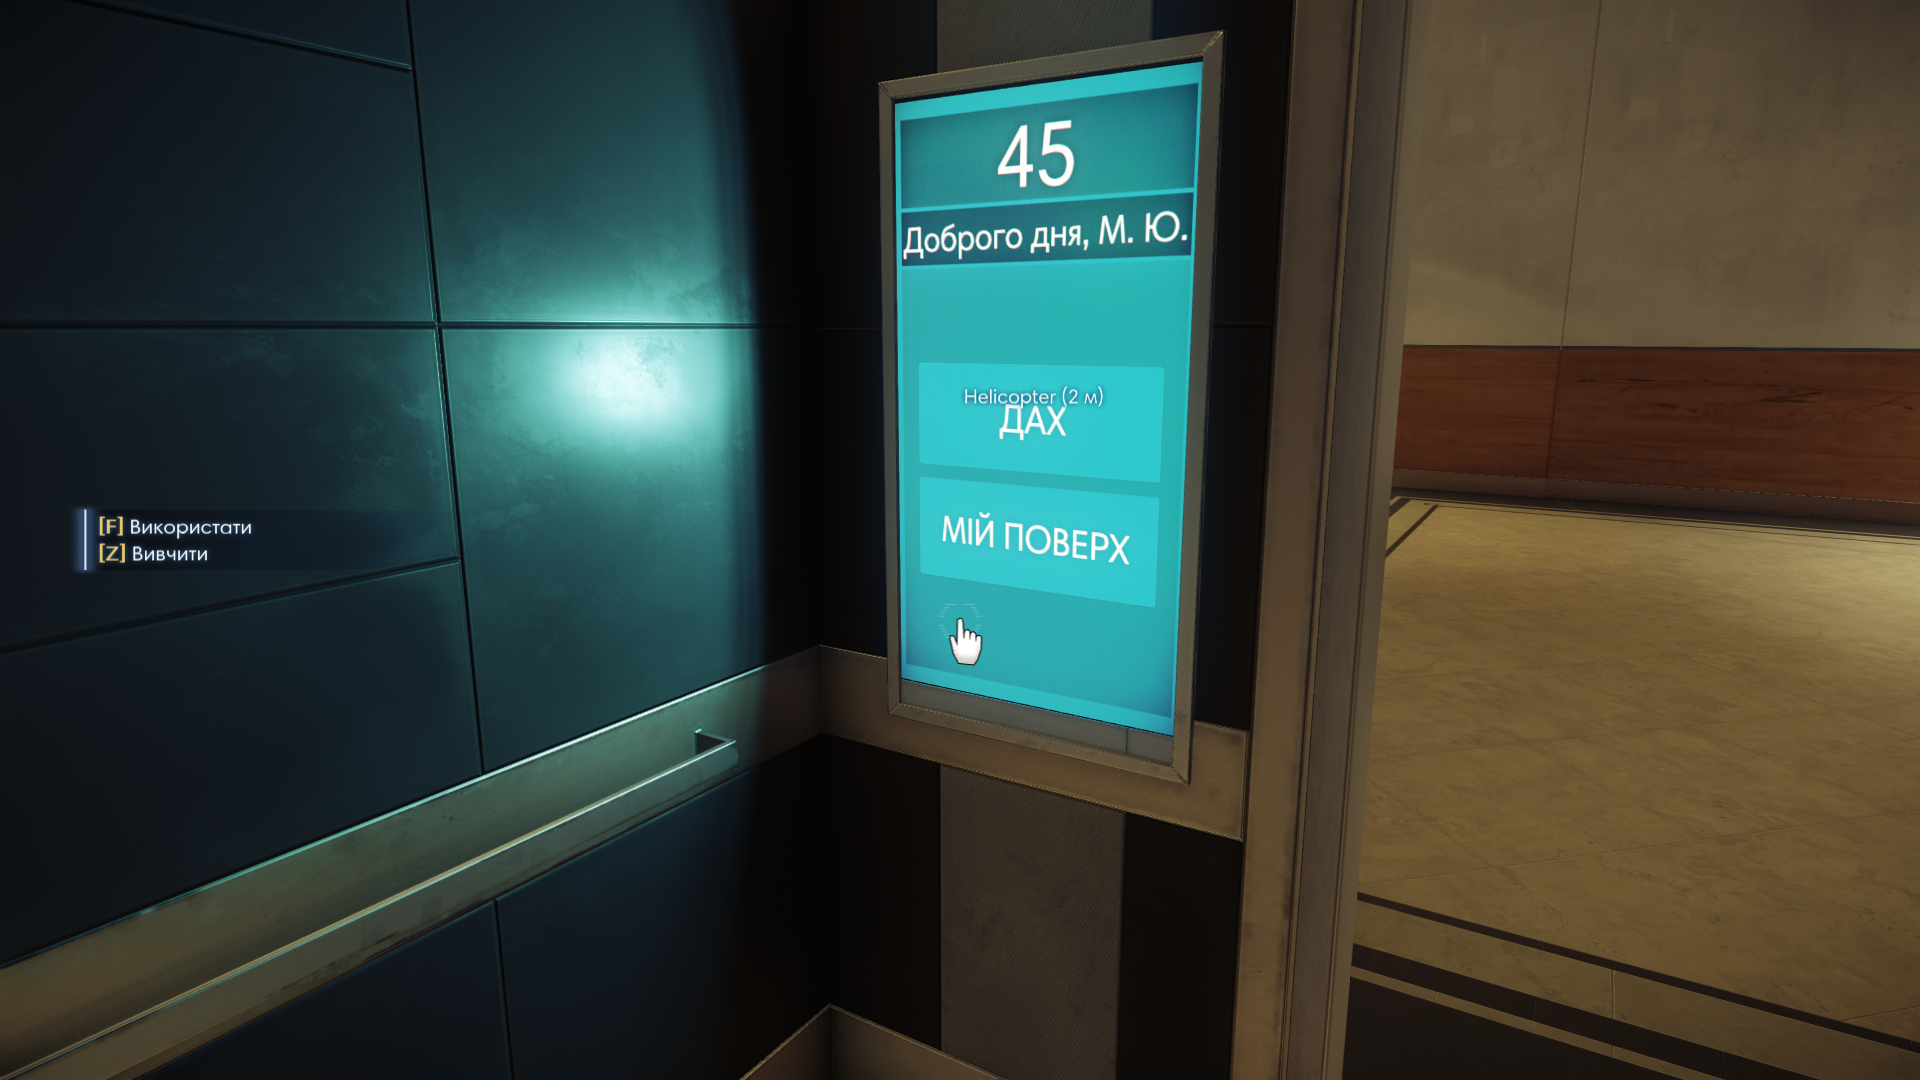 45
Доброго дня, М. Ю.
Helicopter (2 м)
ДАХ
МІЙ ПОВЕРХ
[F] Використати
[Z] Вивчити